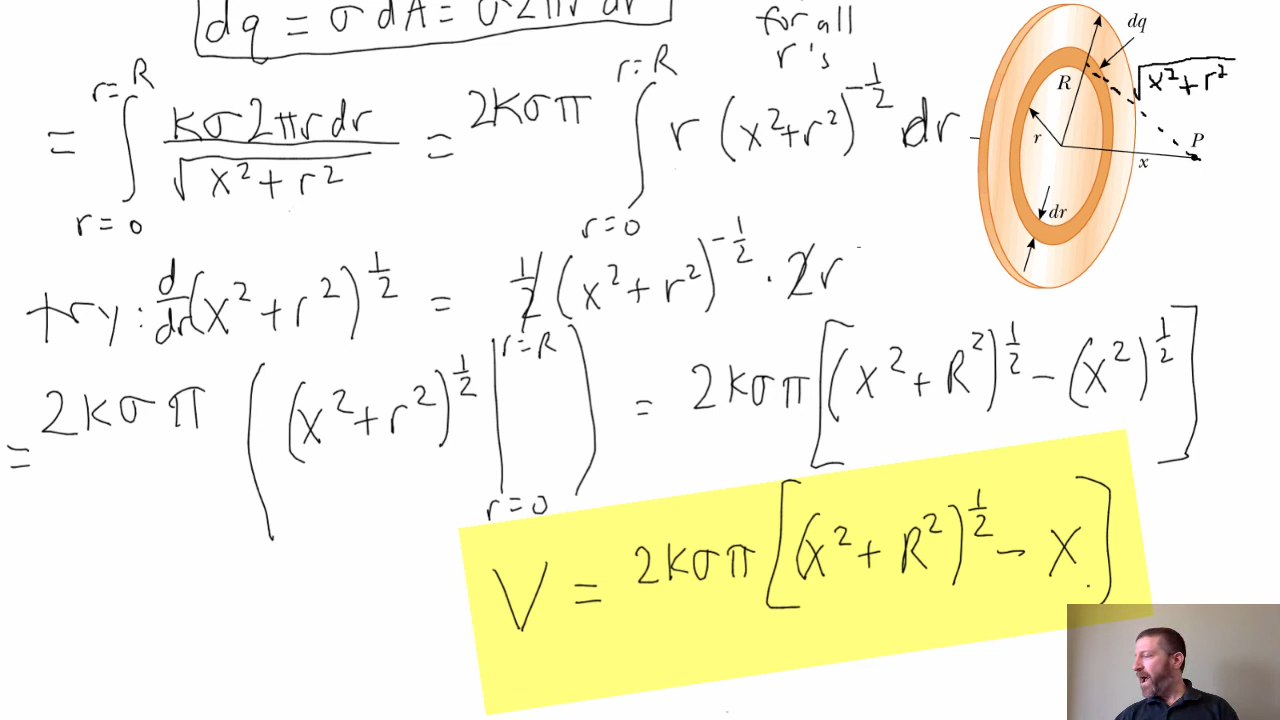 dq = σ dA = σ 2πr dr
for all
r's
= ∫_{r=0}^{r=R} kσ2πr dr / √(x² + r²) = 2kσπ ∫_{r=0}^{r=R} r (x² + r²)^{-1/2} dr
try: d/dr (x² + r²)^{1/2} = 1/2 (x² + r²)^{-1/2} · 2r
= 2kσπ ( (x² + r²)^{1/2} |_{r=0}^{r=R} ) = 2kσπ [ (x² + R²)^{1/2} − (x²)^{1/2} ]
V = 2kσπ [ (x² + R²)^{1/2} − x ]
dq
√(x² + r²)
R
r
P
x
dr